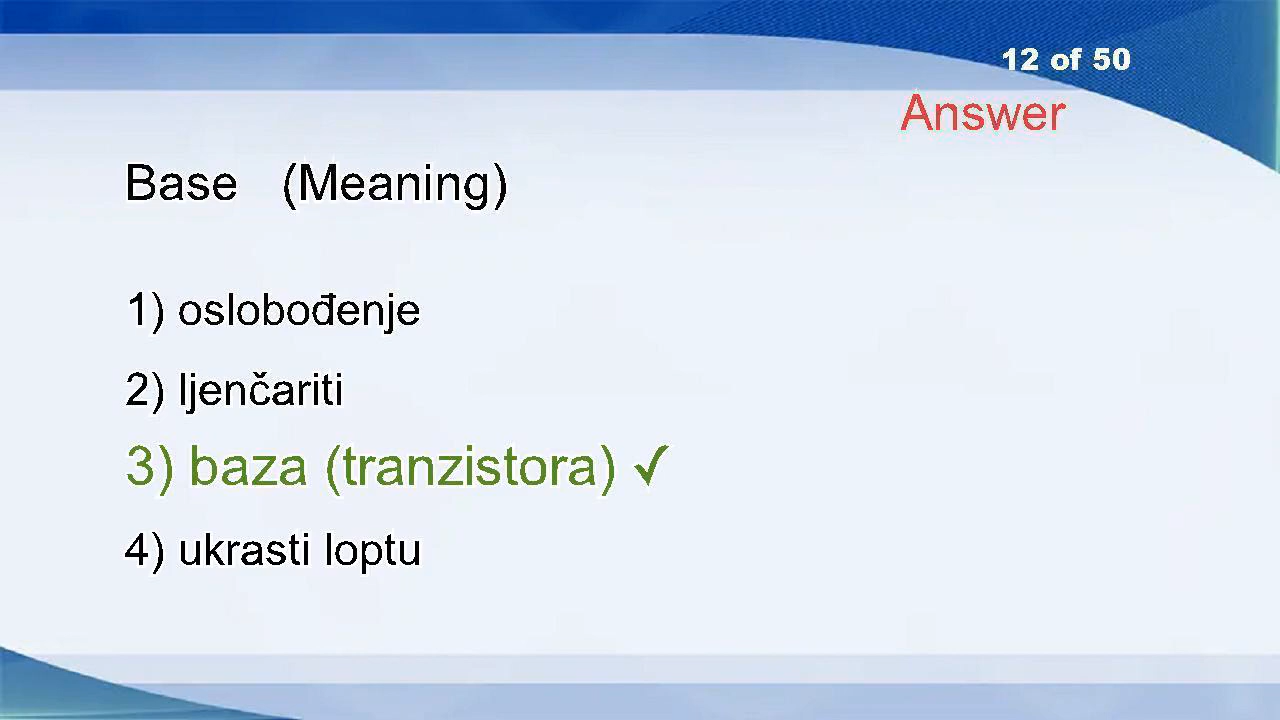 12 of 50
Answer
Base (Meaning)
1) oslobođenje
2) ljenčariti
3) baza (tranzistora) ✓
4) ukrasti loptu